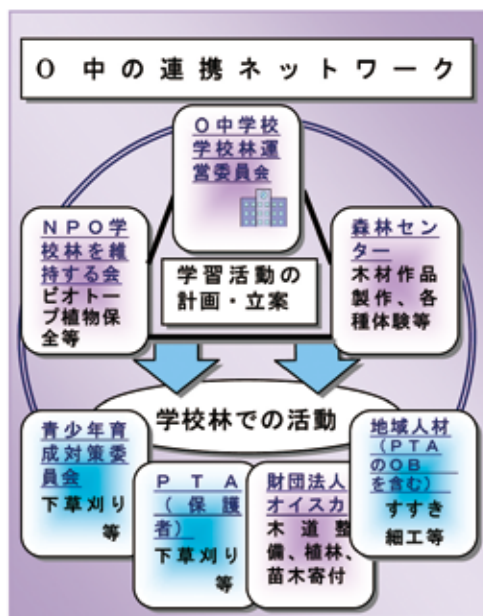 O中の連携ネットワーク
O中学校
学校林運
営委員会
NPO学
校林を維
持する会
ビオトー
プ植物保
全等
森林セン
ター
木材作品
製作、各
種体験等
学習活動の
計画・立案
学校林での活動
青少年育
成対策委
員会
下草刈り
等
PTA
(保護
者)
下草刈り
等
財団法人
オイスカ
木道整
備、植林、
苗木寄付
地域人材
(PTA
のOB
を含む)
すすき
細工等